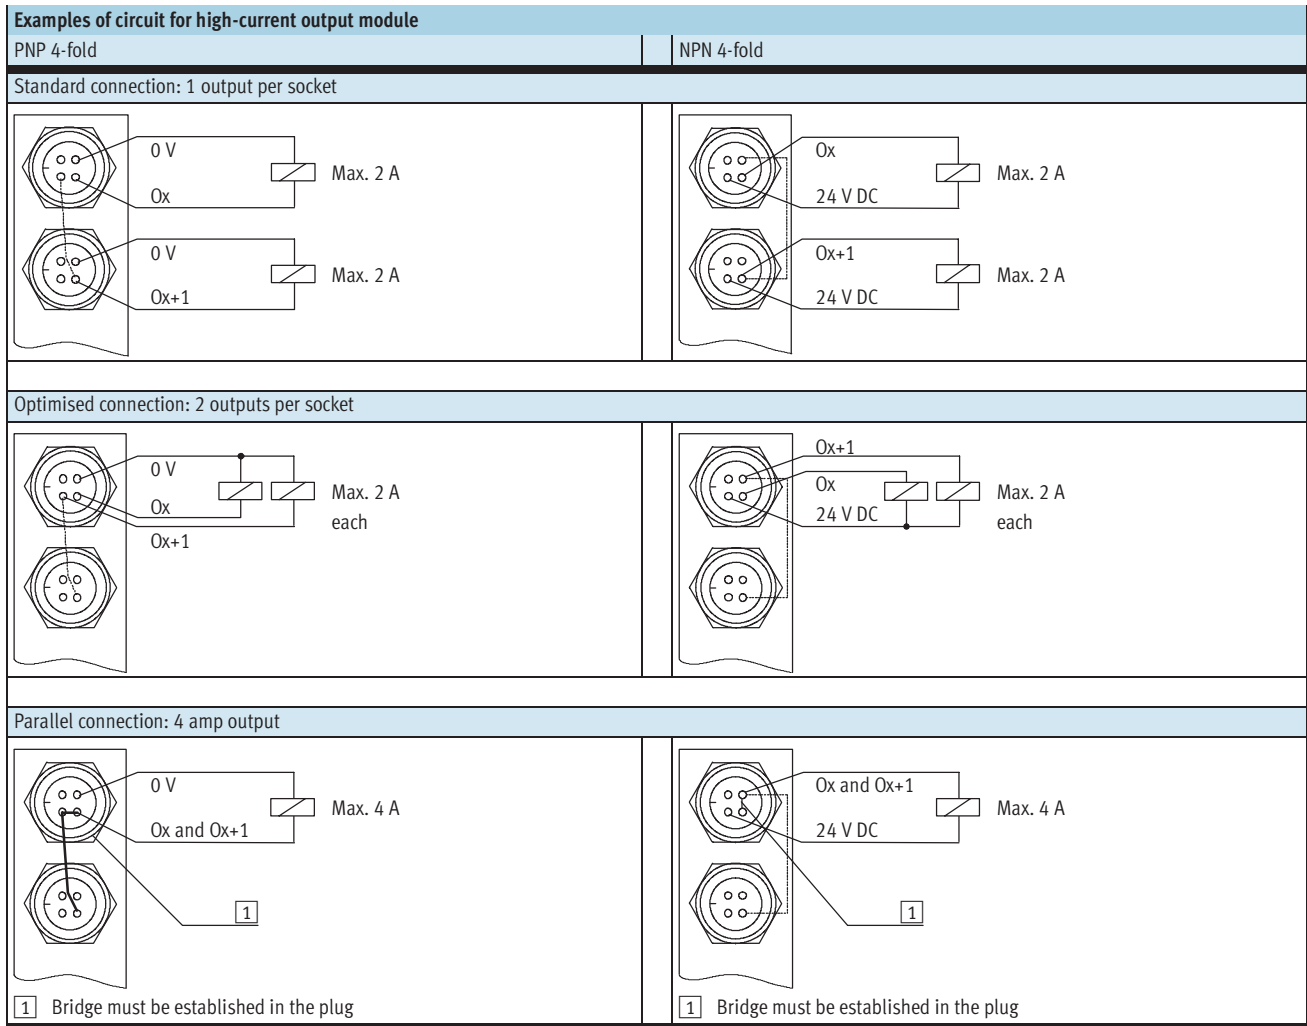 Examples of circuit for high-current output module
PNP 4-fold
NPN 4-fold
Standard connection: 1 output per socket
0 V
Ox
Max. 2 A
0 V
Ox+1
Max. 2 A
Ox
24 V DC
Max. 2 A
Ox+1
24 V DC
Max. 2 A
Optimised connection: 2 outputs per socket
0 V
Ox
Ox+1
Max. 2 A
each
Ox+1
Ox
24 V DC
Max. 2 A
each
Parallel connection: 4 amp output
0 V
Ox and Ox+1
Max. 4 A
1
1 Bridge must be established in the plug
Ox and Ox+1
24 V DC
Max. 4 A
1
1 Bridge must be established in the plug